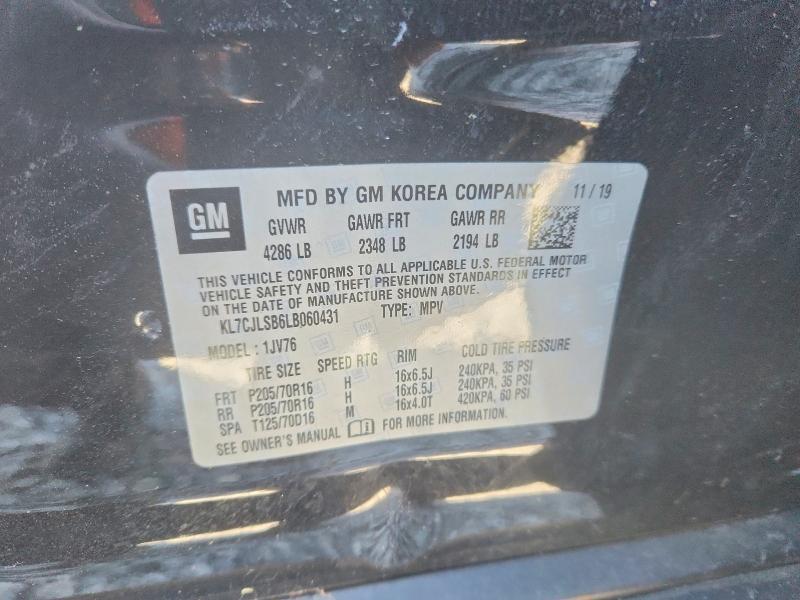 GM
MFD BY GM KOREA COMPANY 11 / 19
GVWR GAWR FRT GAWR RR
4286 LB 2348 LB 2194 LB
THIS VEHICLE CONFORMS TO ALL APPLICABLE U.S. FEDERAL MOTOR
VEHICLE SAFETY AND THEFT PREVENTION STANDARDS IN EFFECT
ON THE DATE OF MANUFACTURE SHOWN ABOVE.
KL7CJLSB6LB060431 TYPE: MPV
MODEL : 1JV76
TIRE SIZE SPEED RTG RIM COLD TIRE PRESSURE
FRT P205/70R16 H 16x6.5J 240KPA, 35 PSI
RR P205/70R16 H 16x6.5J 240KPA, 35 PSI
SPA T125/70D16 M 16x4.0T 420KPA, 60 PSI
SEE OWNER'S MANUAL FOR MORE INFORMATION.